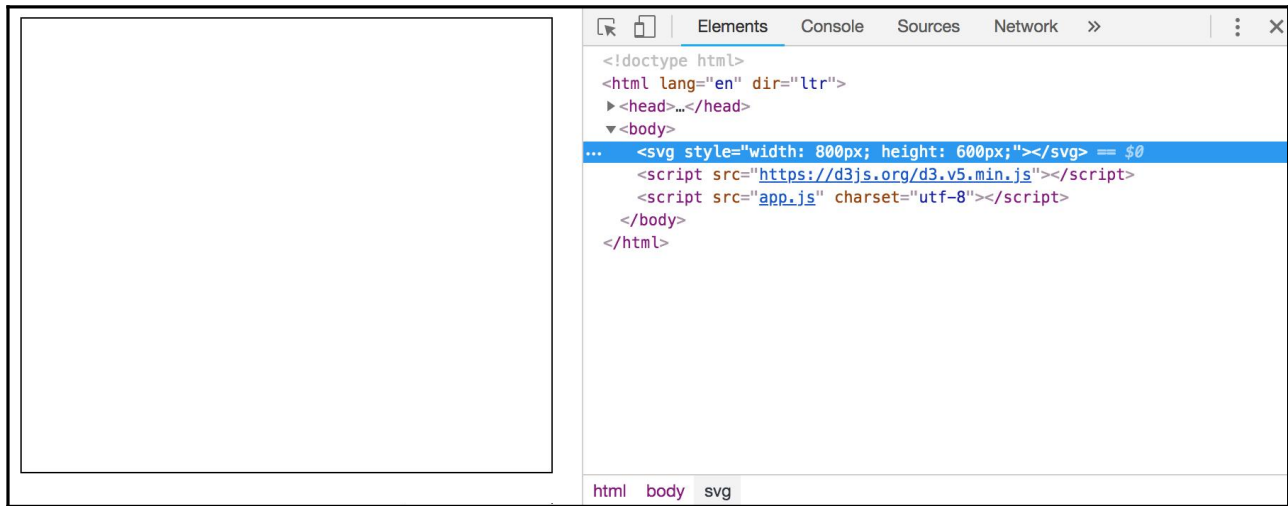 Elements Console Sources Network »
<!doctype html>
<html lang="en" dir="ltr">
▶<head>…</head>
▼<body>
... <svg style="width: 800px; height: 600px;"></svg> == $0
<script src="https://d3js.org/d3.v5.min.js"></script>
<script src="app.js" charset="utf-8"></script>
</body>
</html>
html body svg